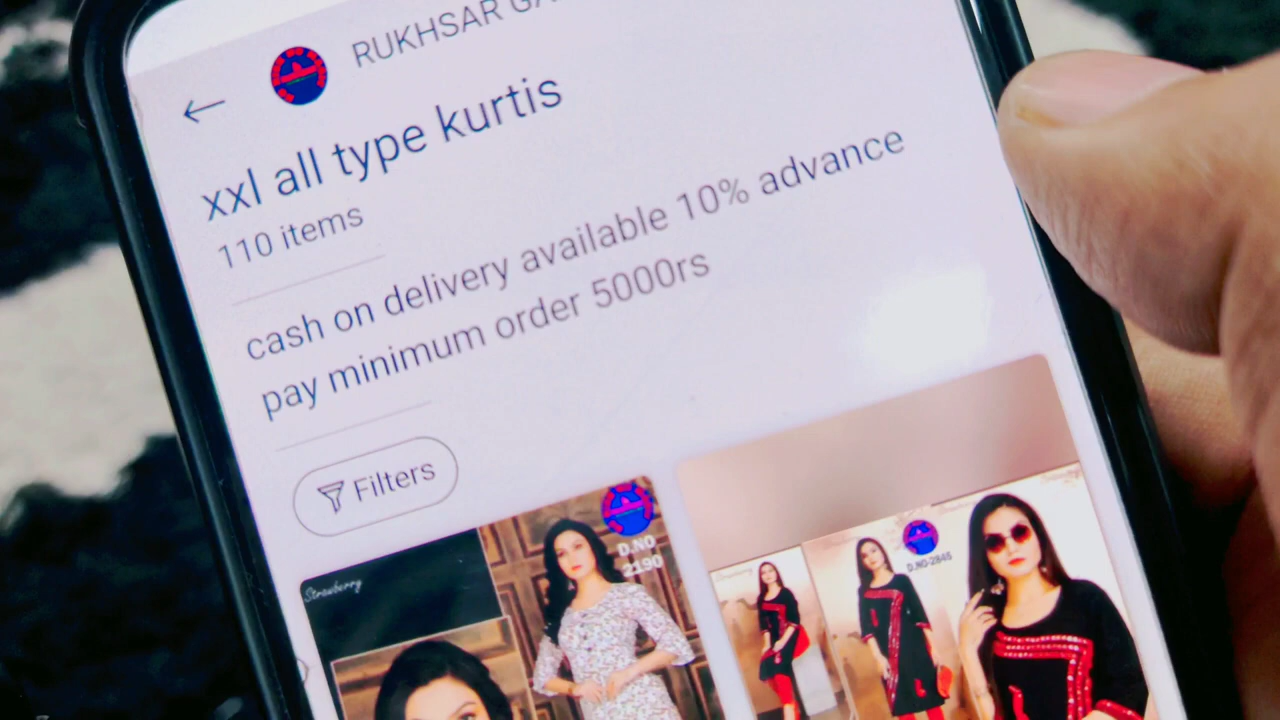 RUKHSAR
xxl all type kurtis
110 items
cash on delivery available 10% advance
pay minimum order 5000rs
Filters
Strawberry
D.NO
2190
D.NO-2846